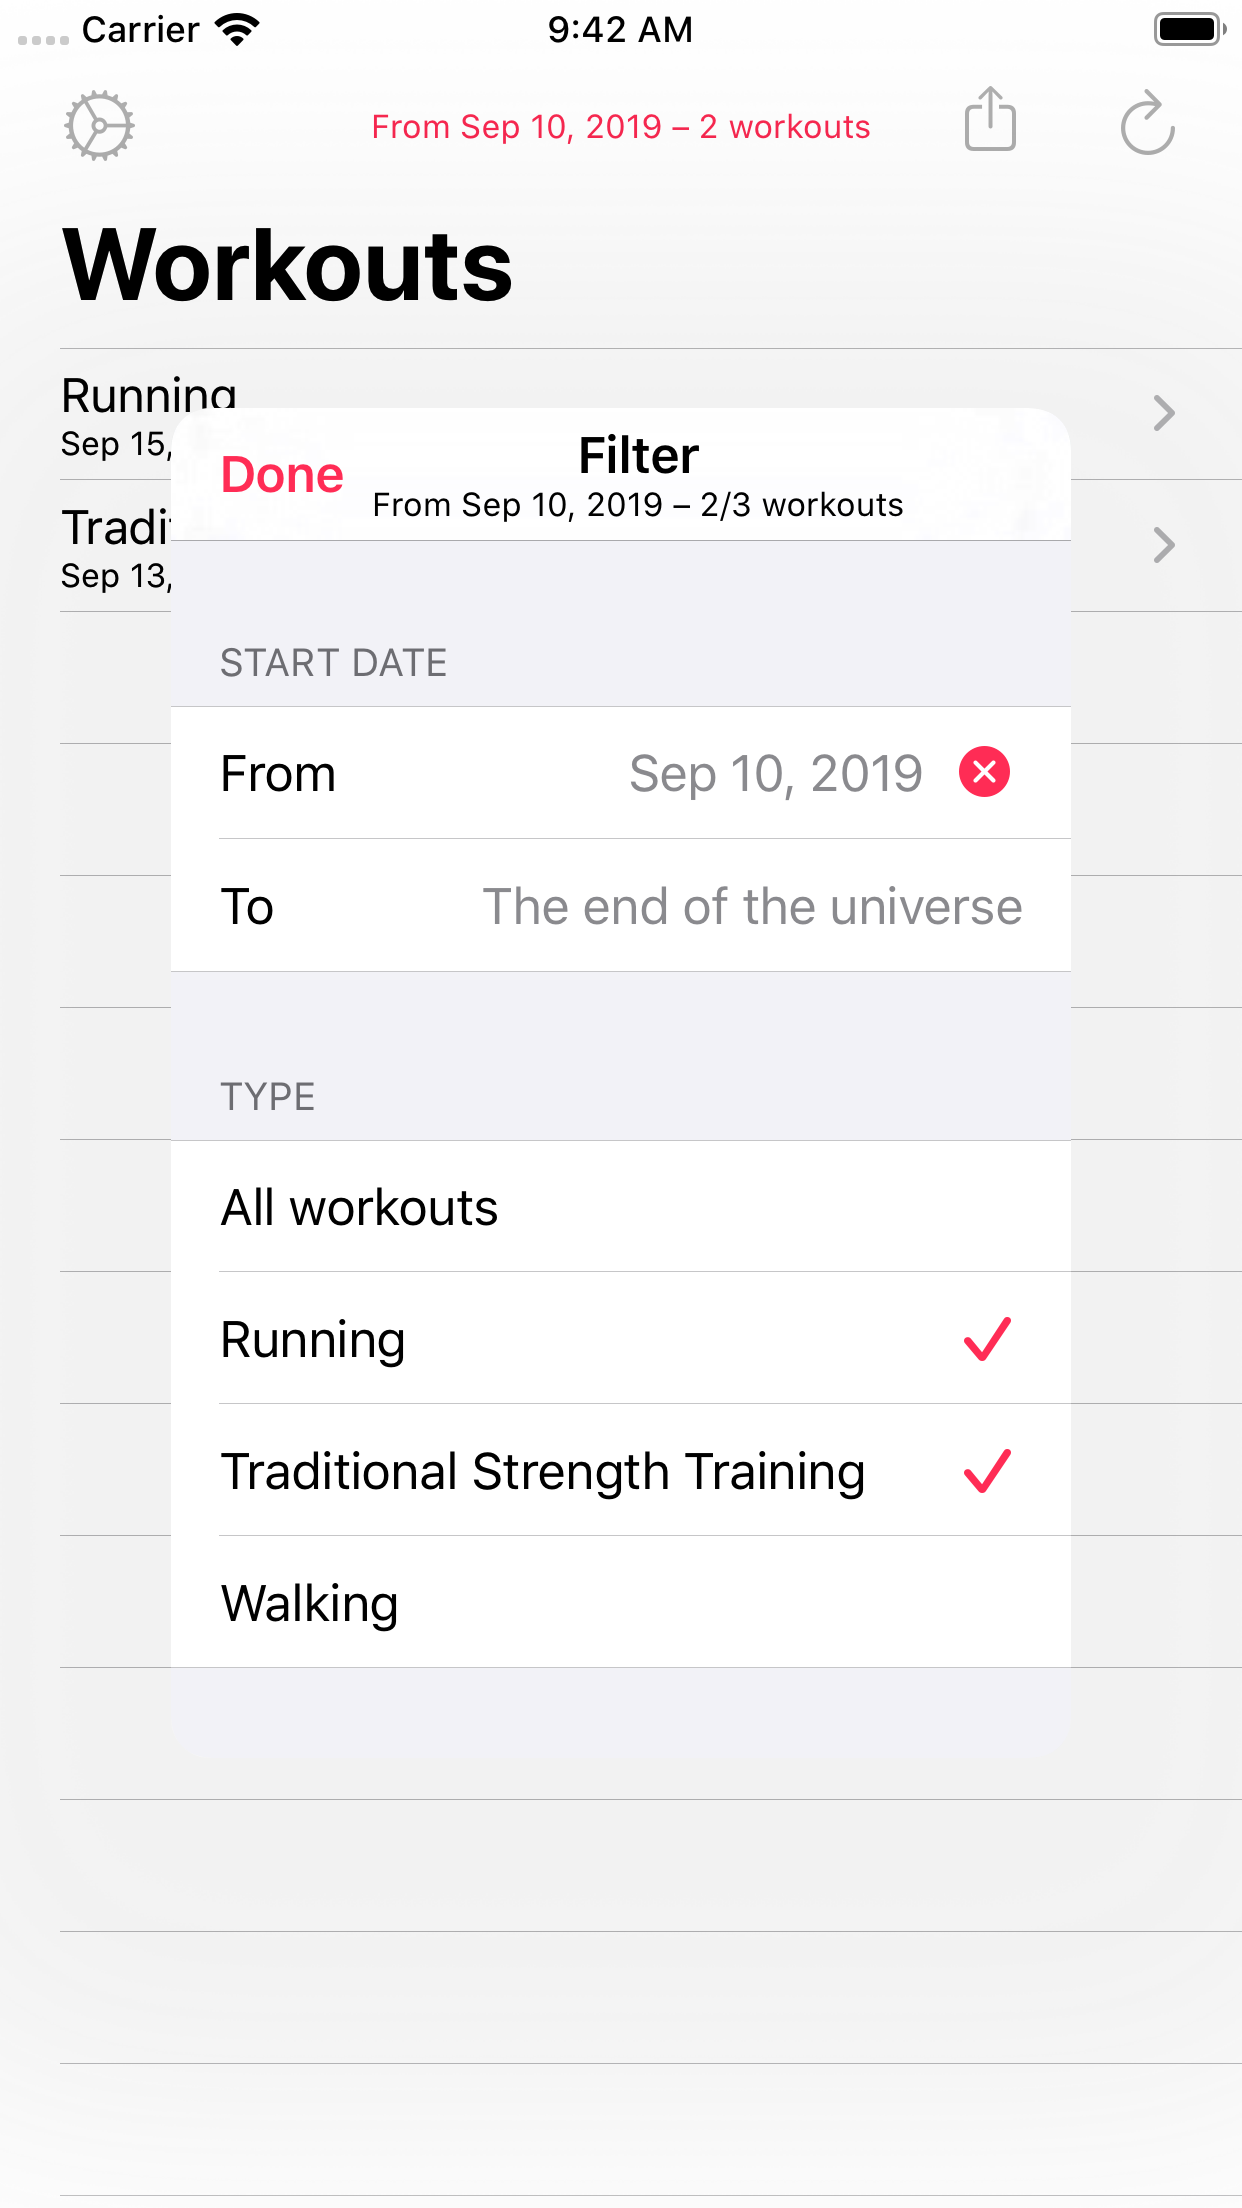 Carrier
9:42 AM
From Sep 10, 2019 – 2 workouts
Workouts
Running
Sep 15,
Sep 13,
Done
Filter
From Sep 10, 2019 – 2/3 workouts
START DATE
From
Sep 10, 2019
To
The end of the universe
TYPE
All workouts
Running
Traditional Strength Training
Walking